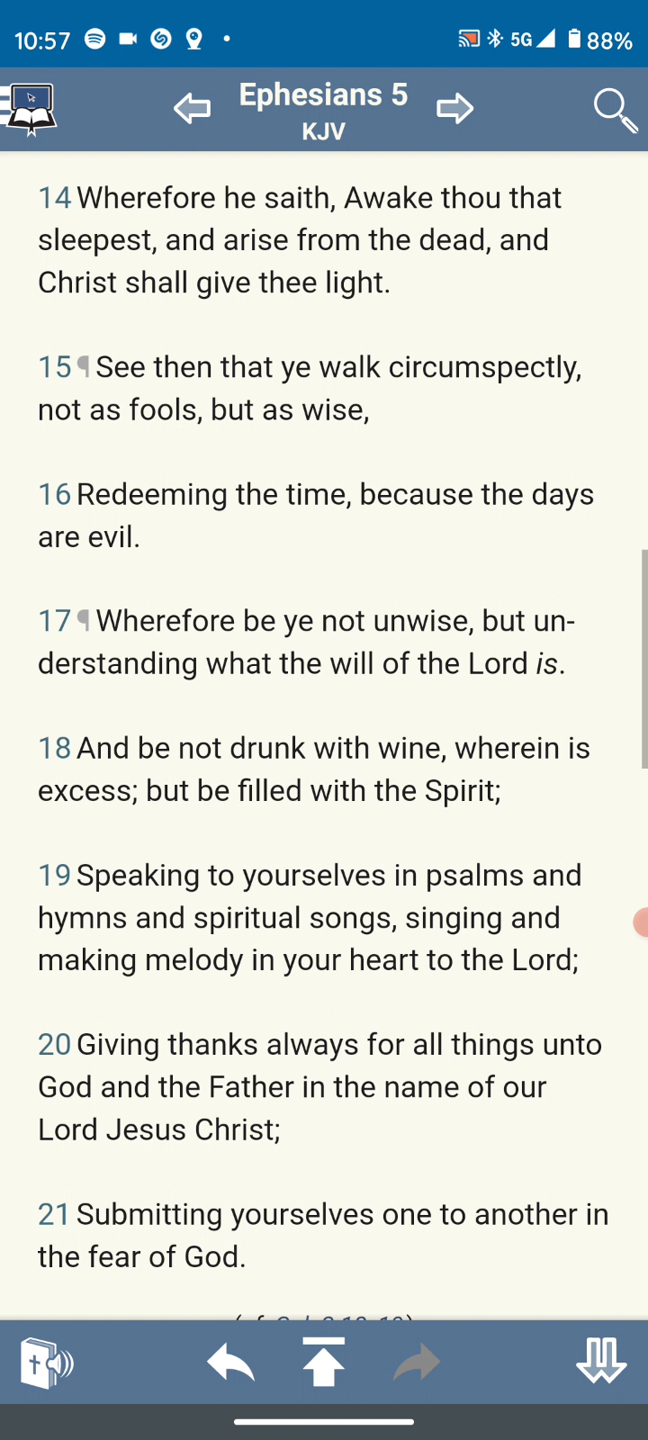 10:57
5G 88%
Ephesians 5
KJV
14 Wherefore he saith, Awake thou that
sleepest, and arise from the dead, and
Christ shall give thee light.
15 ¶ See then that ye walk circumspectly,
not as fools, but as wise,
16 Redeeming the time, because the days
are evil.
17 ¶ Wherefore be ye not unwise, but un-
derstanding what the will of the Lord is.
18 And be not drunk with wine, wherein is
excess; but be filled with the Spirit;
19 Speaking to yourselves in psalms and
hymns and spiritual songs, singing and
making melody in your heart to the Lord;
20 Giving thanks always for all things unto
God and the Father in the name of our
Lord Jesus Christ;
21 Submitting yourselves one to another in
the fear of God.